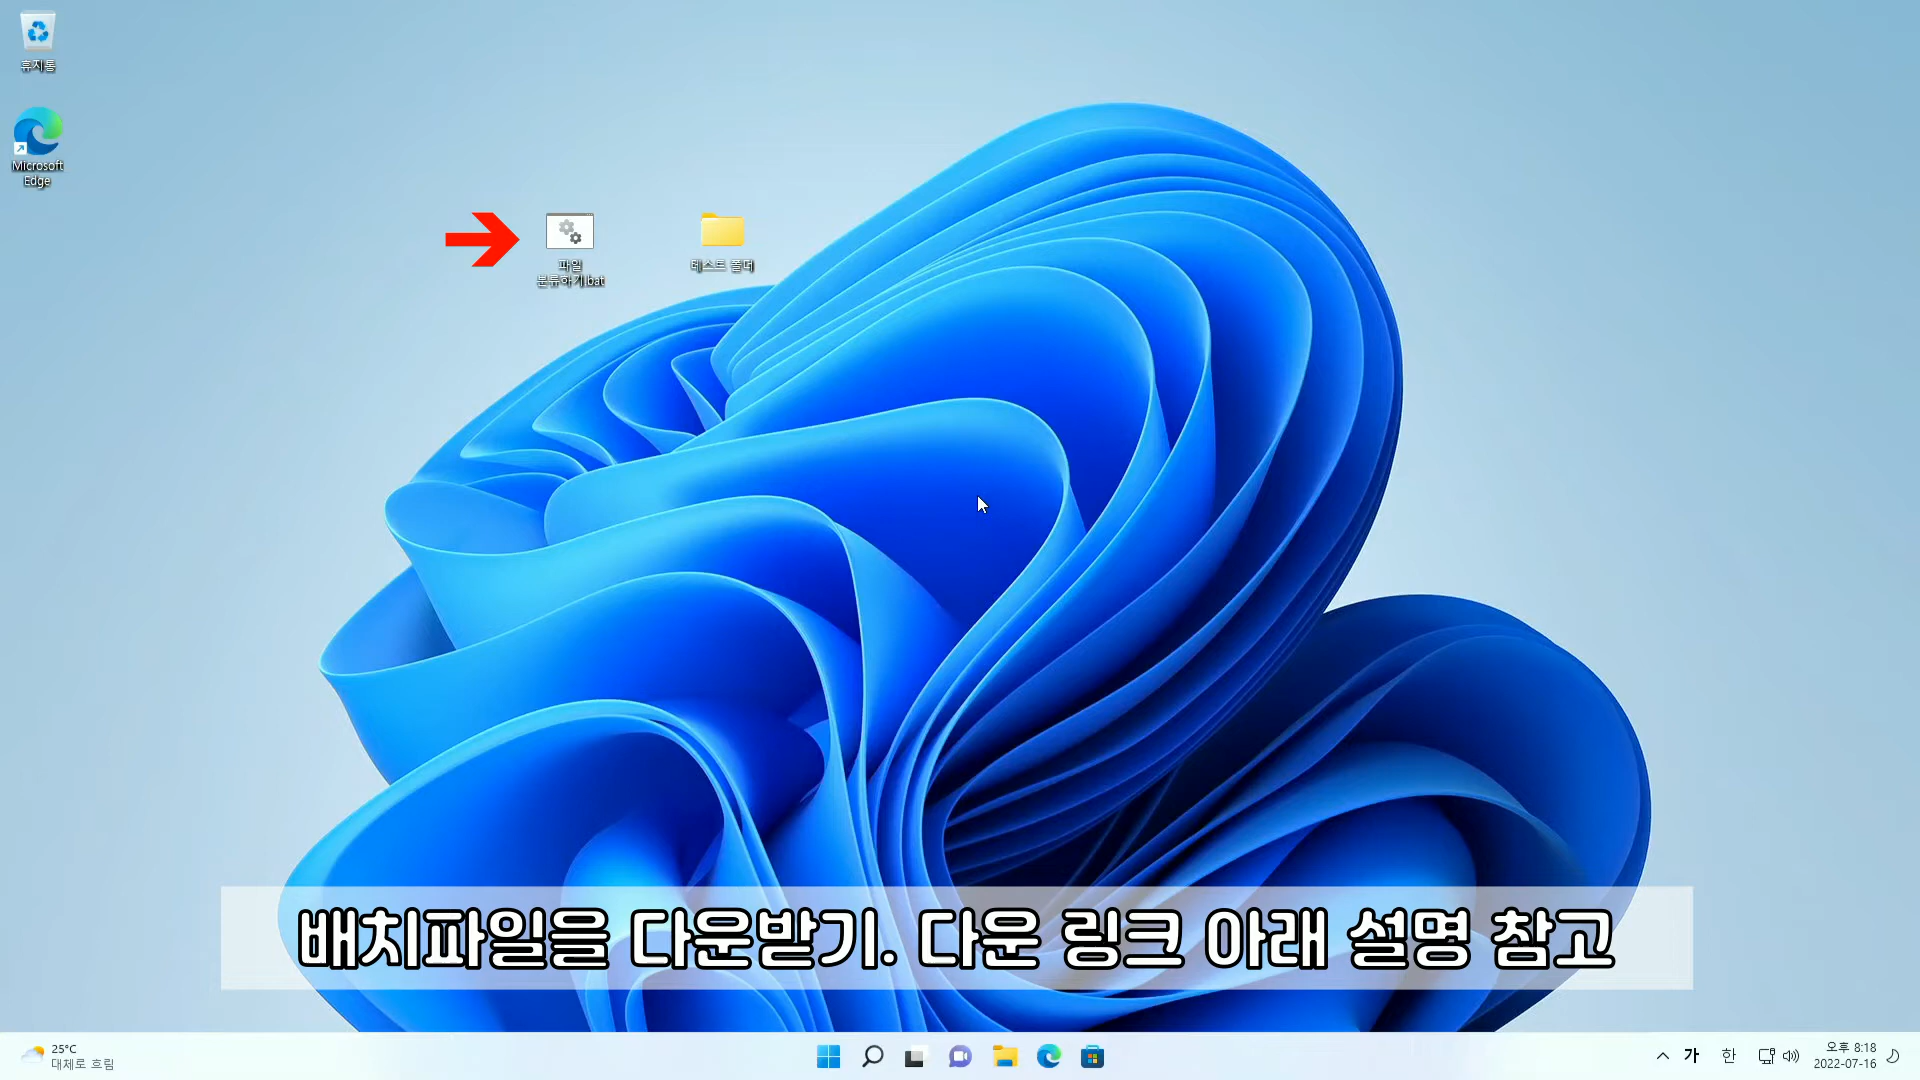 휴지통
Microsoft
Edge
파일
분류하기.bat
테스트 폴더
배치파일을 다운받기. 다운 링크 아래 설명 참고
25°C
대체로 흐림
가
한
오후 8:18
2022-07-16